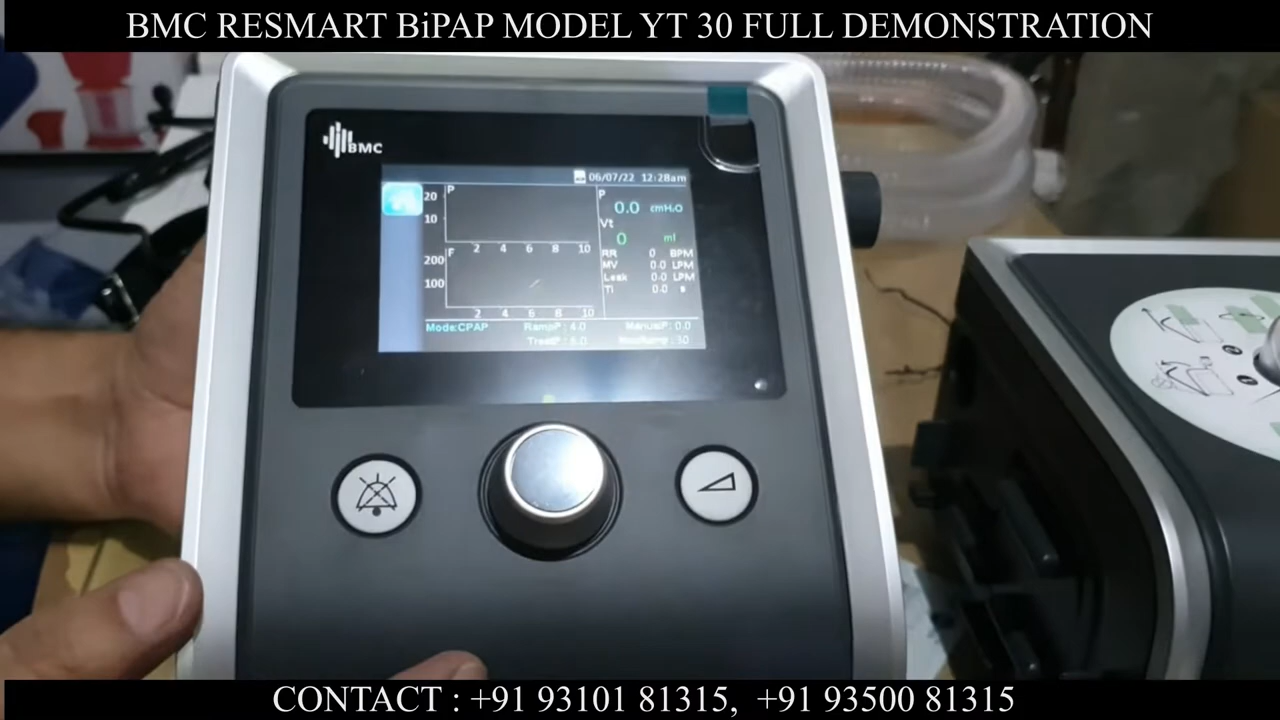 BMC RESMART BiPAP MODEL YT 30 FULL DEMONSTRATION
BMC
06/07/22 12:28am
P
20
10
2 4 6 8 10
F
200
100
2 4 6 8 10
P
0.0 cmH₂O
Vt
0 ml
RR 0 BPM
MV 0.0 LPM
Leak 0.0 LPM
Ti 0.0 s
Mode:CPAP RampP : 4.0
TreatP : 6.0
CONTACT : +91 93101 81315, +91 93500 81315